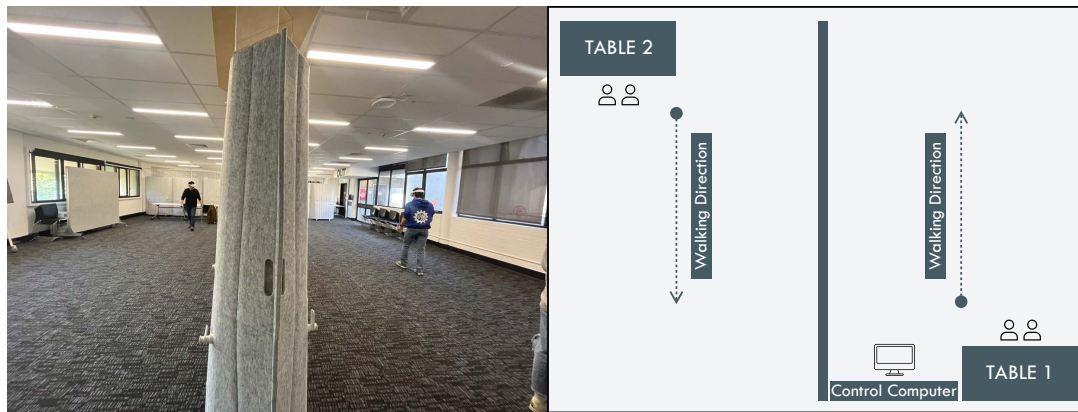 TABLE 2
Walking Direction
Walking Direction
Control Computer
TABLE 1